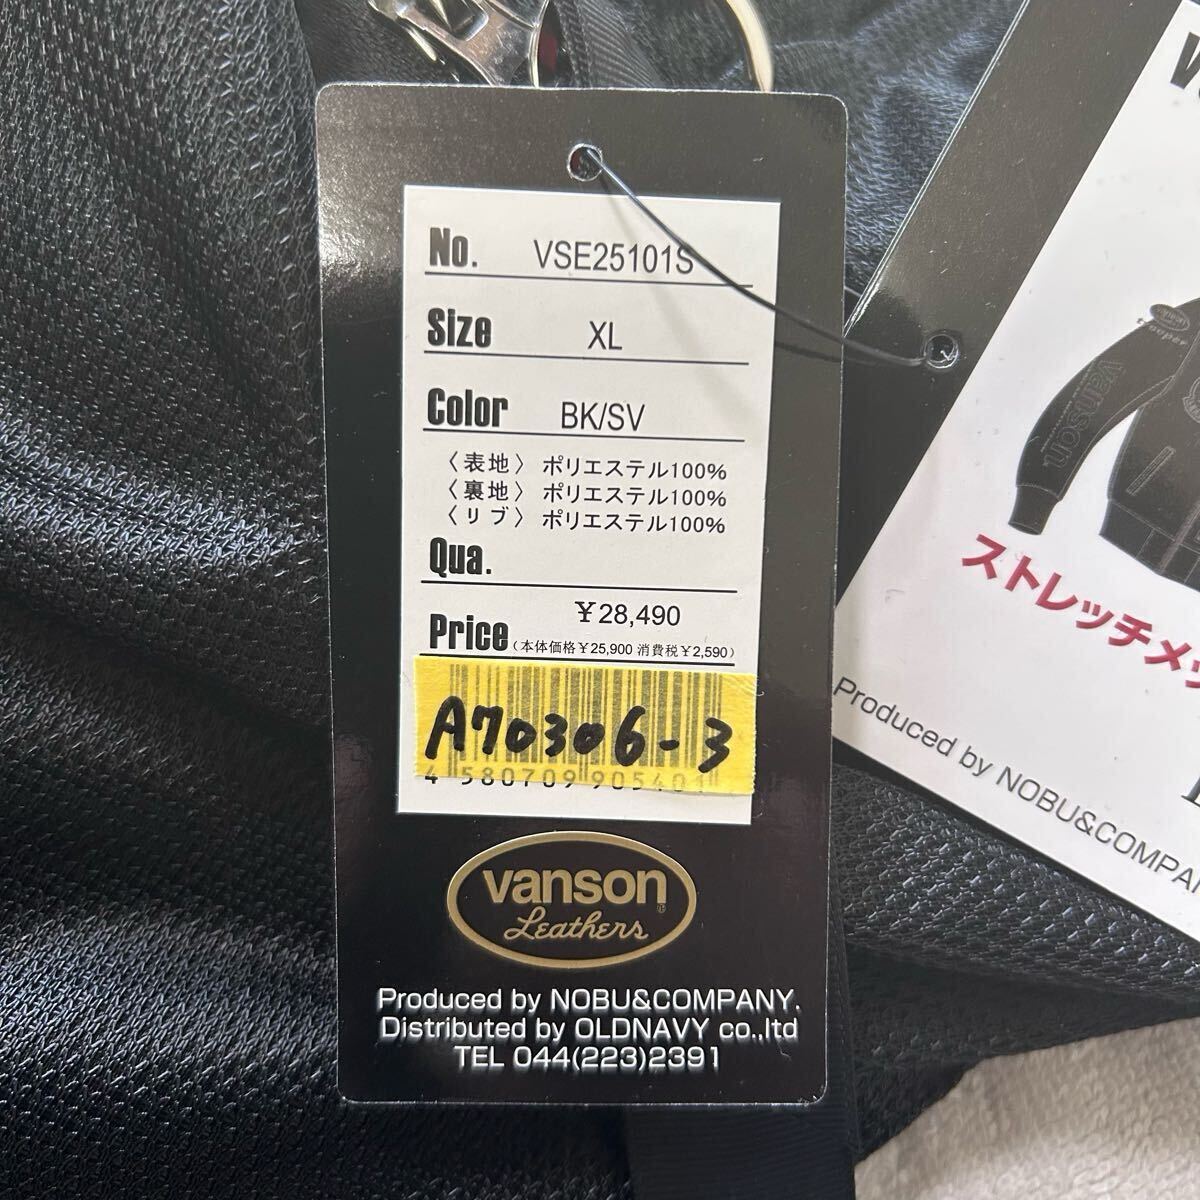 No. VSE25101S
Size XL
Color BK/SV
〈表地〉ポリエステル100%
〈裏地〉ポリエステル100%
〈リブ〉ポリエステル100%
Qua.
¥28,490
Price (本体価格¥25,900 消費税¥2,590)
A70306-3
4 580709 905401
vanson
Leathers
Produced by NOBU&COMPANY.
Distributed by OLDNAVY co.,ltd
TEL 044(223)2391
vanson
ストレッチメッ
Produced by NOBU&COMPA